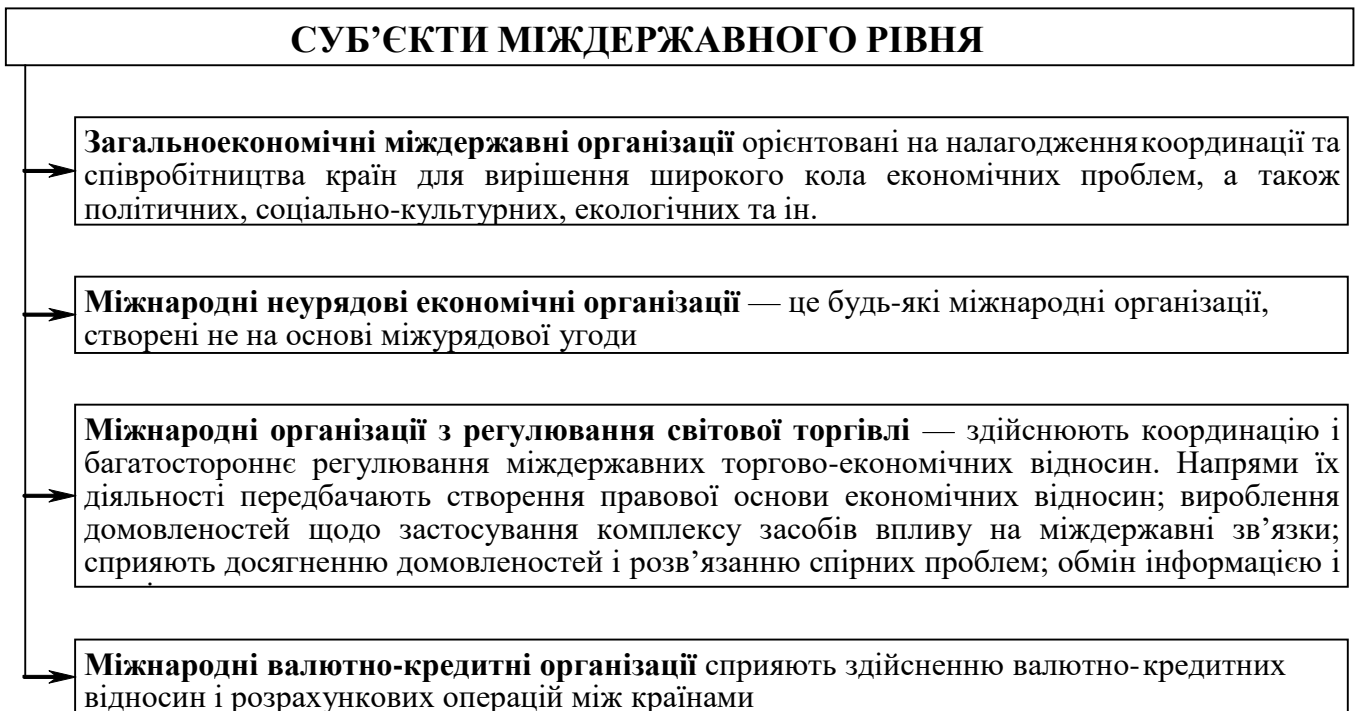 СУБ’ЄКТИ МІЖДЕРЖАВНОГО РІВНЯ
Загальноекономічні міждержавні організації орієнтовані на налагодження координації та
співробітництва країн для вирішення широкого кола економічних проблем, а також
політичних, соціально-культурних, екологічних та ін.
Міжнародні неурядові економічні організації — це будь-які міжнародні організації,
створені не на основі міжурядової угоди
Міжнародні організації з регулювання світової торгівлі — здійснюють координацію і
багатостороннє регулювання міждержавних торгово-економічних відносин. Напрями їх
діяльності передбачають створення правової основи економічних відносин; вироблення
домовленостей щодо застосування комплексу засобів впливу на міждержавні зв’язки;
сприяють досягненню домовленостей і розв’язанню спірних проблем; обмін інформацією і
Міжнародні валютно-кредитні організації сприяють здійсненню валютно-кредитних
відносин і розрахункових операцій між країнами